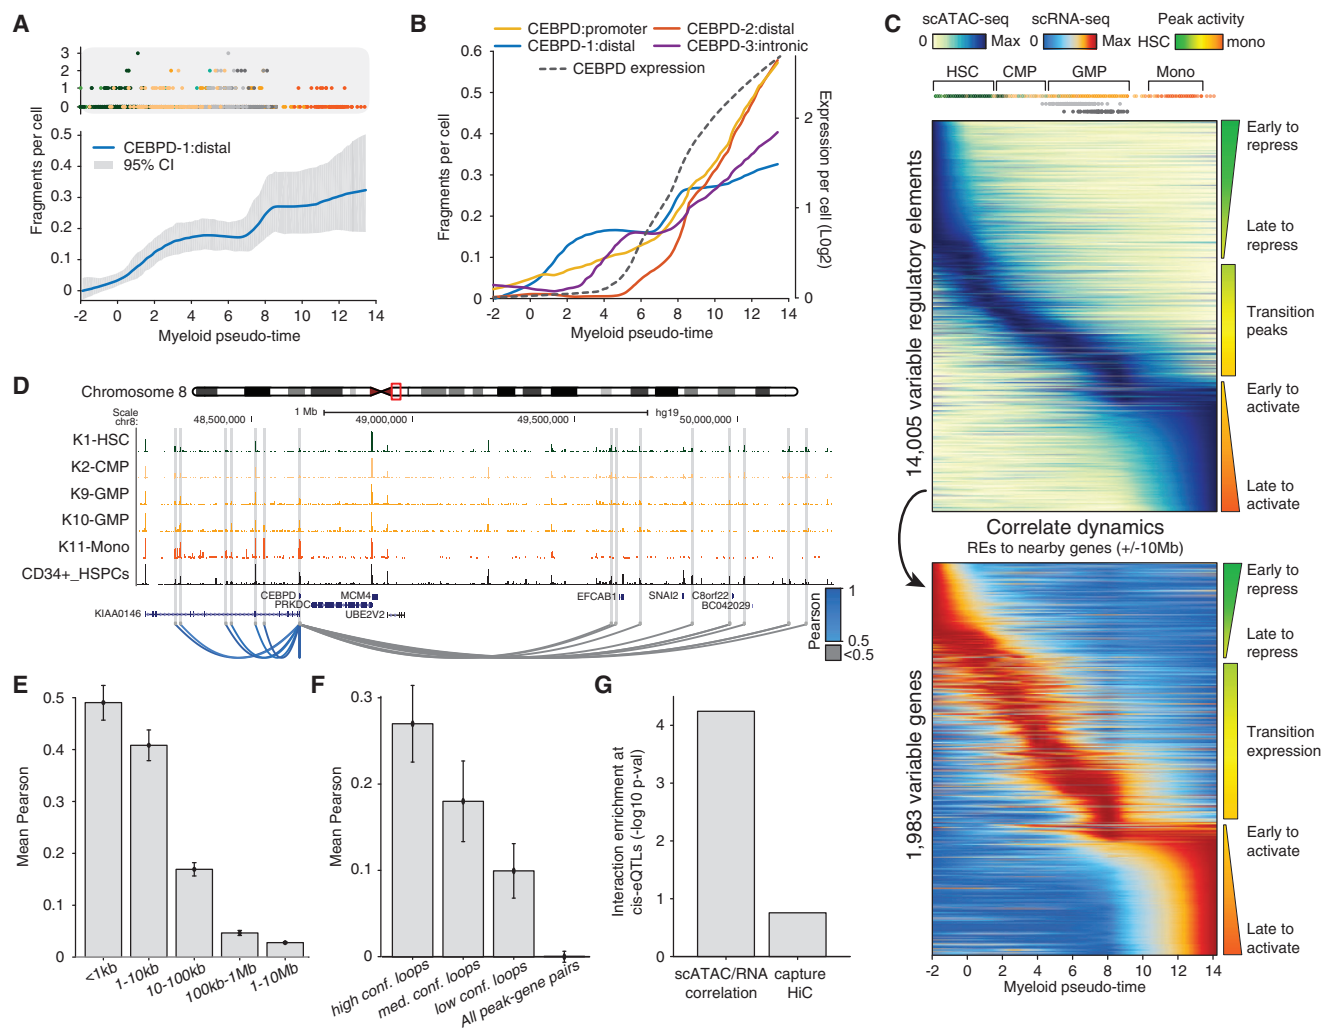 A
3
2
1
0
0.5
0.4
0.3
0.2
0.1
0
Fragments per cell
CEBPD-1:distal
95% CI
-2 0 2 4 6 8 10 12 14
Myeloid pseudo-time
B
CEBPD:promoter
CEBPD-2:distal
CEBPD-1:distal
CEBPD-3:intronic
CEBPD expression
0.6
0.5
0.4
0.3
0.2
0.1
0
Fragments per cell
2
1
0
Expression per cell (L0g2)
-2 0 2 4 6 8 10 12 14
Myeloid pseudo-time
C
scATAC-seq
0 Max
scRNA-seq
0 Max
Peak activity
HSC mono
HSC CMP GMP Mono
14,005 variable regulatory elements
Early to
repress
Late to
repress
Transition
peaks
Early to
activate
Late to
activate
Correlate dynamics
REs to nearby genes (+/-10Mb)
1,983 variable genes
Early to
repress
Late to
repress
Transition
expression
Early to
activate
Late to
activate
-2 0 2 4 6 8 10 12 14
Myeloid pseudo-time
D
Chromosome 8
Scale
chr8:
1 Mb
hg19
48,500,000
49,000,000
49,500,000
50,000,000
K1-HSC
K2-CMP
K9-GMP
K10-GMP
K11-Mono
CD34+_HSPCs
CEBPD
MCM4
PRKDC
KIAA0146
UBE2V2
EFCAB1
SNAI2
C8orf22
BC042029
Pearson
1
0.5
<0.5
E
0.5
0.4
0.3
0.2
0.1
0
Mean Pearson
<1kb
1-10kb
10-100kb
100kb-1Mb
1-10Mb
F
0.3
0.2
0.1
0
Mean Pearson
high conf. loops
med. conf. loops
low conf. loops
All peak-gene pairs
G
4
3
2
1
0
Interaction enrichment at
cis-eQTLs (-log10 p-val)
scATAC/RNA
correlation
capture
HiC